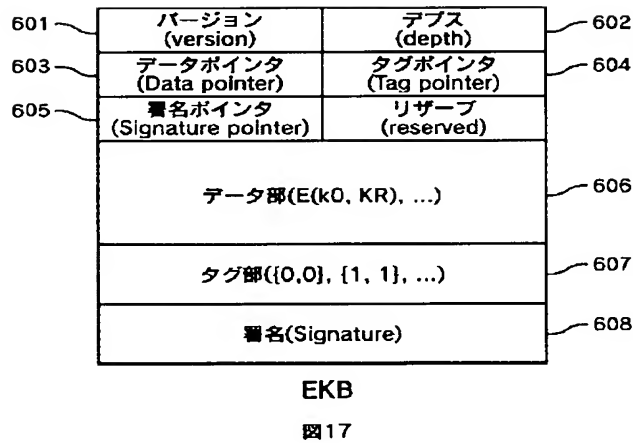 601 バージョン デプス 602
(version) (depth)
603 データポインタ タグポインタ 604
(Data pointer) (Tag pointer)
605 署名ポインタ リザーブ
(Signature pointer) (reserved)
データ部(E(k0, KR), ...) 606
タグ部({0,0}, {1, 1}, ...) 607
署名(Signature) 608
EKB
図17